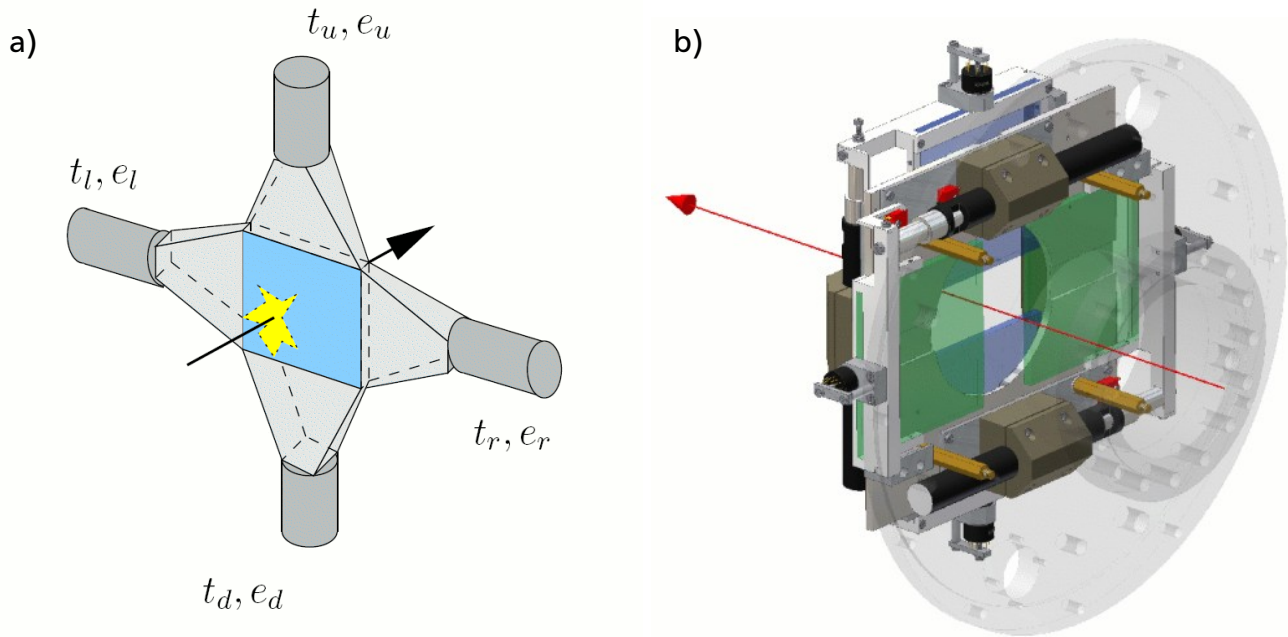 a)
t_u, e_u
t_l, e_l
t_r, e_r
t_d, e_d
b)